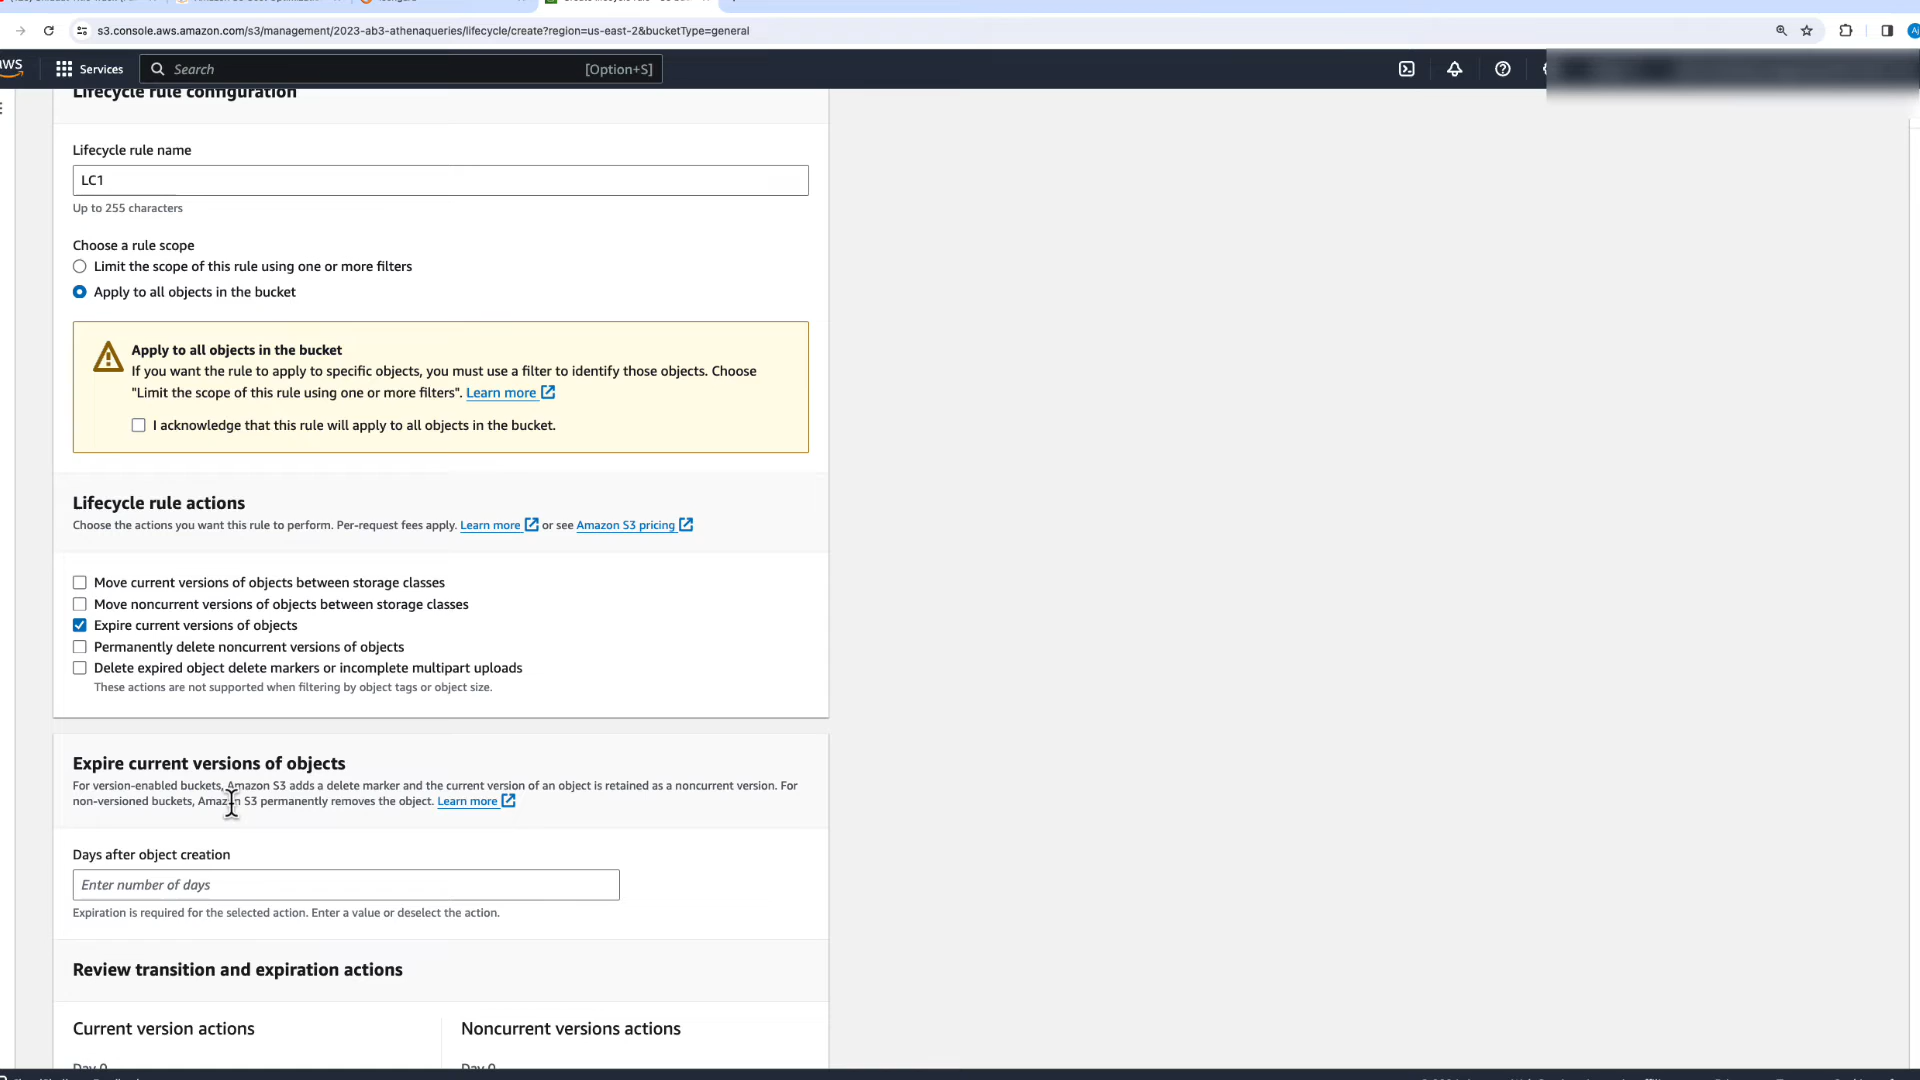 s3.console.aws.amazon.com/s3/management/2023-ab3-athenaqueries/lifecycle/create?region=us-east-2&bucketType=general
aws Services Search [Option+S]
Lifecycle rule configuration
Lifecycle rule name
LC1
Up to 255 characters
Choose a rule scope
Limit the scope of this rule using one or more filters
Apply to all objects in the bucket
Apply to all objects in the bucket
If you want the rule to apply to specific objects, you must use a filter to identify those objects. Choose
"Limit the scope of this rule using one or more filters". Learn more
I acknowledge that this rule will apply to all objects in the bucket.
Lifecycle rule actions
Choose the actions you want this rule to perform. Per-request fees apply. Learn more or see Amazon S3 pricing
Move current versions of objects between storage classes
Move noncurrent versions of objects between storage classes
Expire current versions of objects
Permanently delete noncurrent versions of objects
Delete expired object delete markers or incomplete multipart uploads
These actions are not supported when filtering by object tags or object size.
Expire current versions of objects
For version-enabled buckets, Amazon S3 adds a delete marker and the current version of an object is retained as a noncurrent version. For
non-versioned buckets, Amazon S3 permanently removes the object. Learn more
Days after object creation
Enter number of days
Expiration is required for the selected action. Enter a value or deselect the action.
Review transition and expiration actions
Current version actions Noncurrent versions actions
Day 0 Day 0